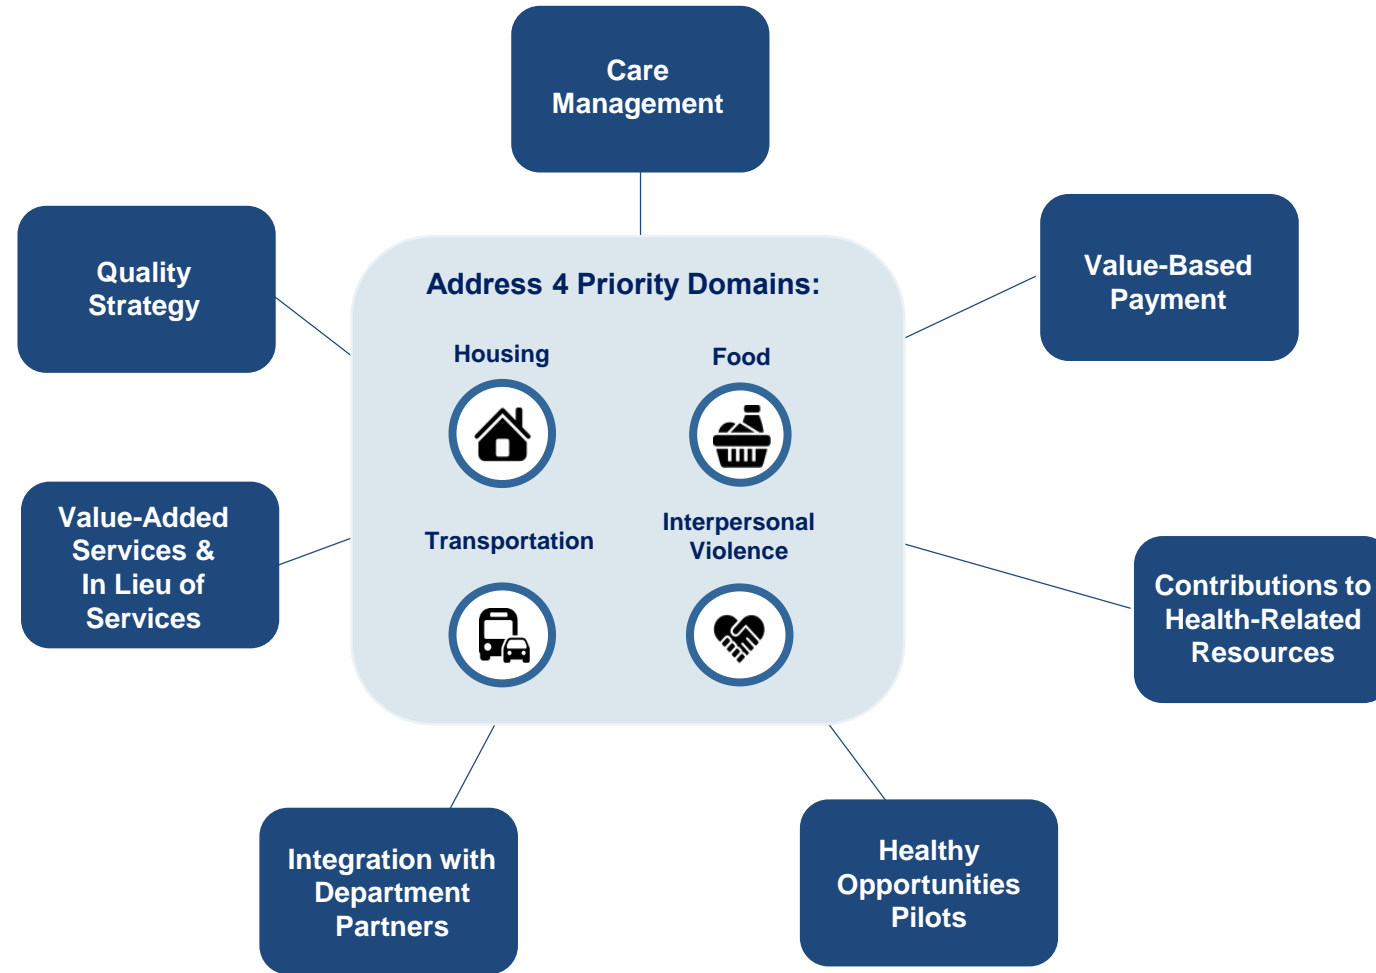 Care
Management
Quality
Strategy
Value-Based
Payment
Address 4 Priority Domains:
Housing
Food
Transportation
Interpersonal
Violence
Value-Added
Services &
In Lieu of
Services
Contributions to
Health-Related
Resources
Integration with
Department
Partners
Healthy
Opportunities
Pilots